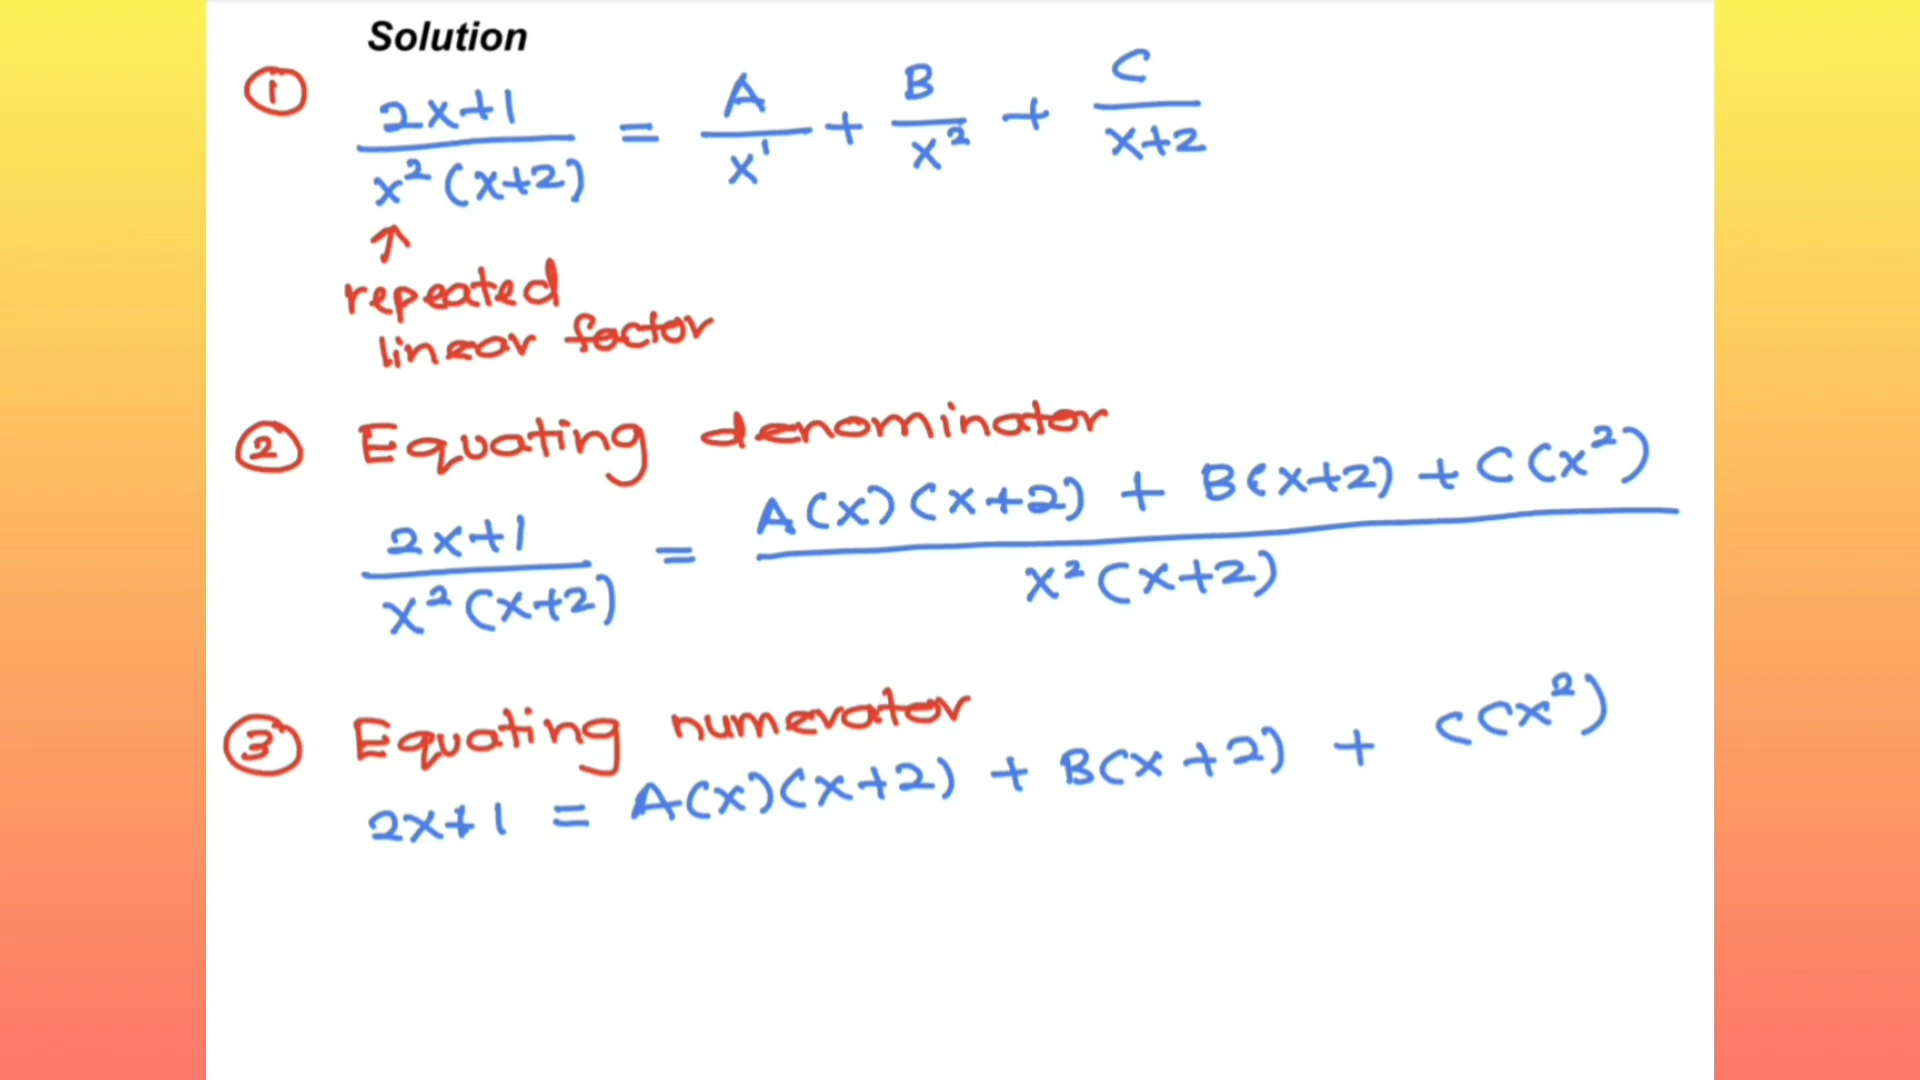 Solution
① (2x+1)/(x²(x+2)) = A/x¹ + B/x² + C/(x+2)
↑
repeated
linear factor
② Equating denominator
(2x+1)/(x²(x+2)) = (A(x)(x+2) + B(x+2) + C(x²))/(x²(x+2))
③ Equating numerator
2x+1 = A(x)(x+2) + B(x+2) + C(x²)